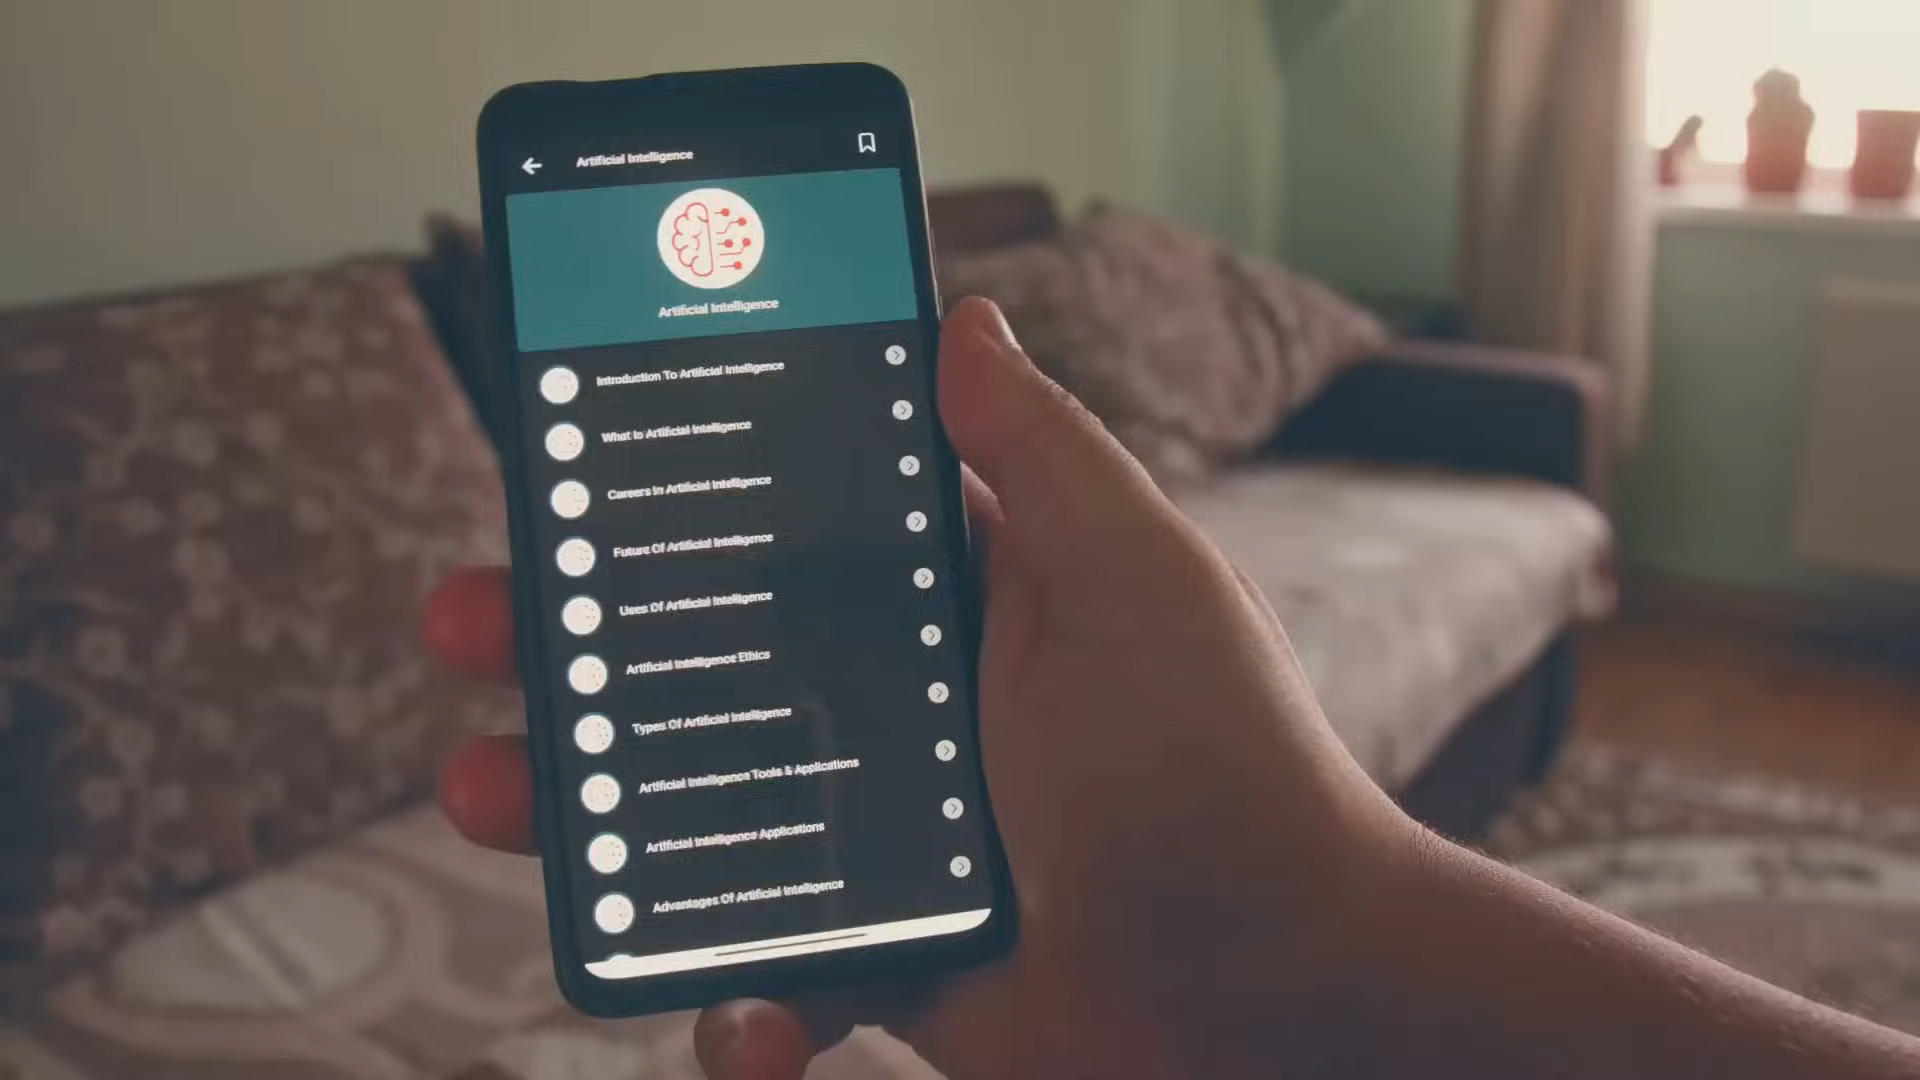 Artificial Intelligence
Artificial Intelligence
Introduction To Artificial Intelligence
What Is Artificial Intelligence
Careers In Artificial Intelligence
Future Of Artificial Intelligence
Uses Of Artificial Intelligence
Artificial Intelligence Ethics
Types Of Artificial Intelligence
Artificial Intelligence Tools & Applications
Artificial Intelligence Applications
Advantages Of Artificial Intelligence